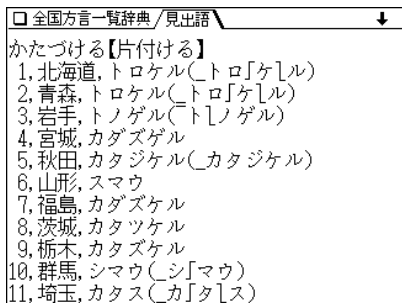 全国方言一覧辞典/見出語
かたづける【片付ける】
1,北海道,トロケル(_トロ⎡ケ⎤ル)
2,青森,トロケル(_トロ⎡ケ⎤ル)
3,岩手,トノゲル(‾ト⎤ノゲル)
4,宮城,カダズゲル
5,秋田,カタジケル(_カタジケル)
6,山形,スマウ
7,福島,カダズケル
8,茨城,カタツケル
9,栃木,カタズケル
10,群馬,シマウ(_シ⎡マウ)
11,埼玉,カタス(_カ⎡タ⎤ス)